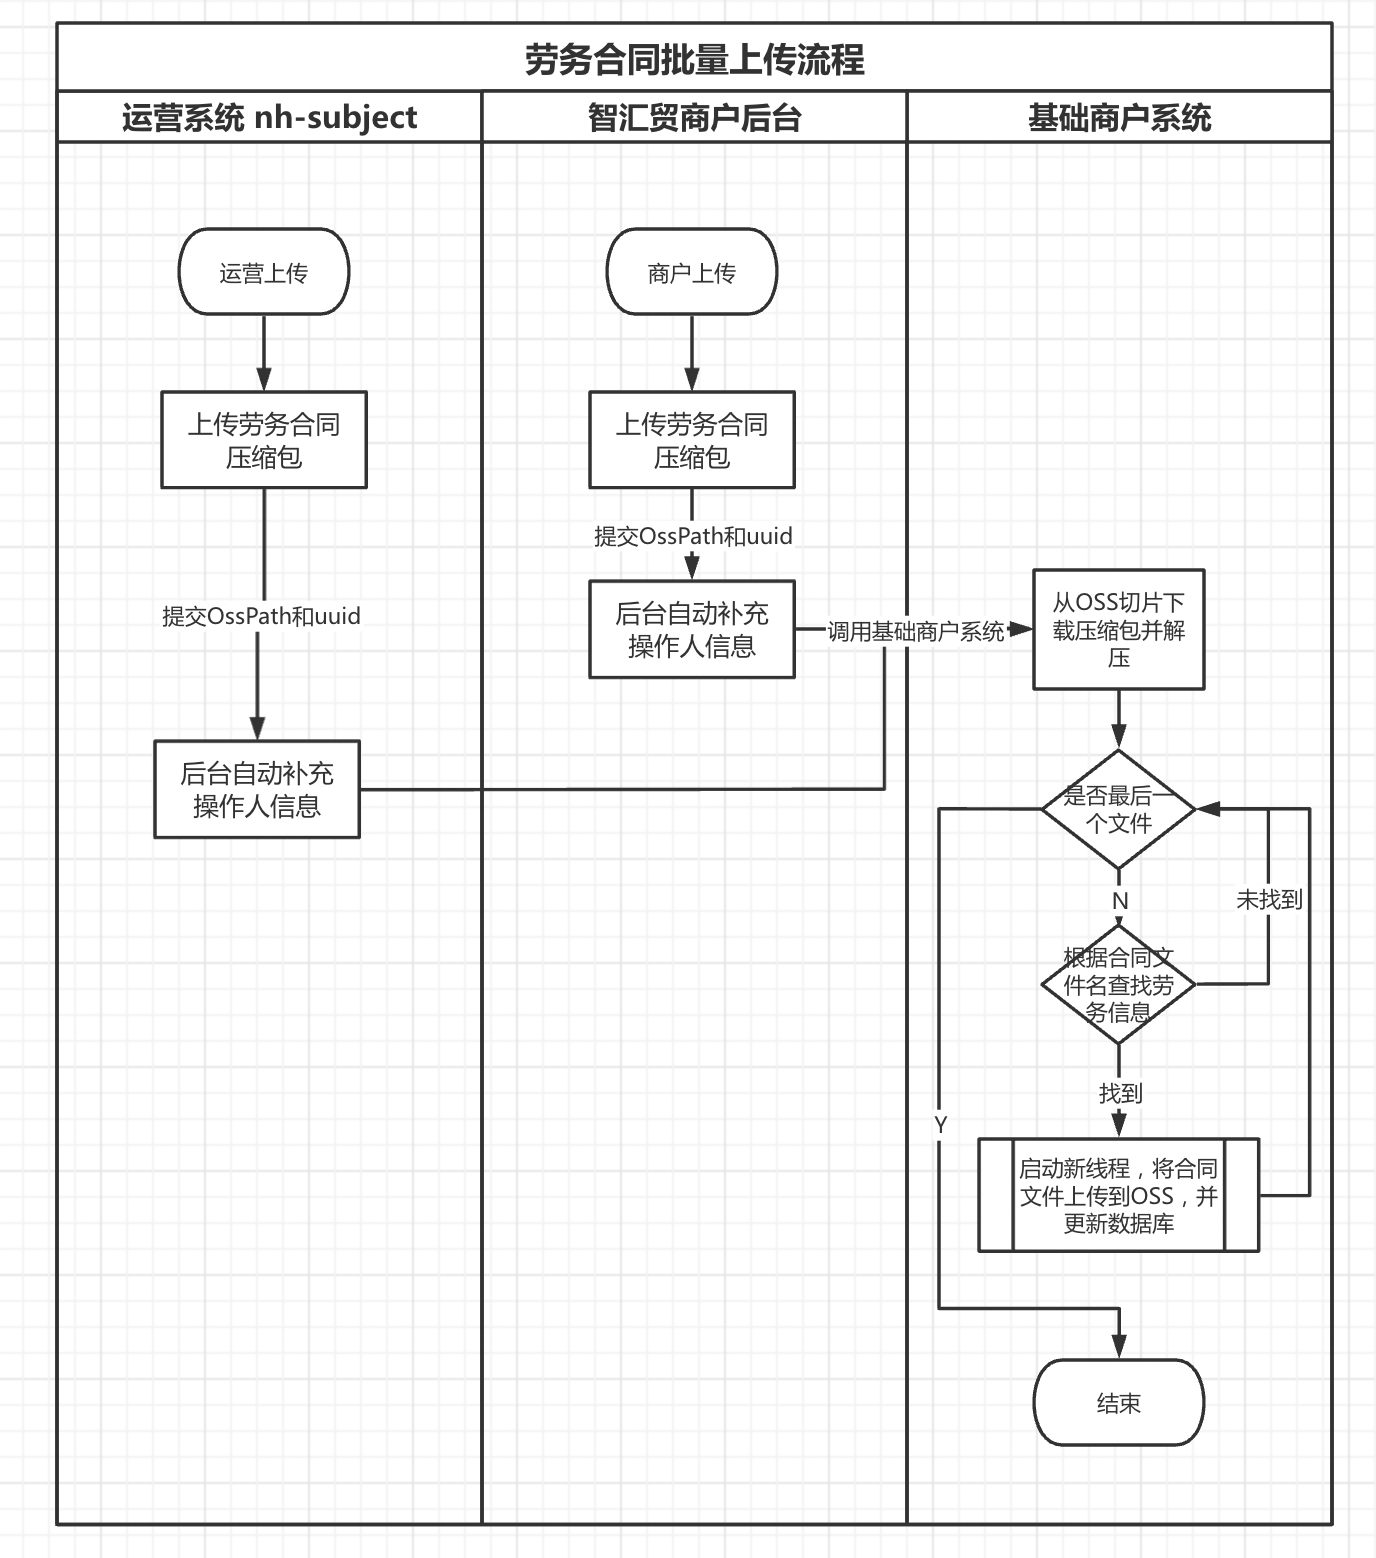 劳务合同批量上传流程
运营系统 nh-subject
智汇贸商户后台
基础商户系统
运营上传
上传劳务合同
压缩包
提交OssPath和uuid
后台自动补充
操作人信息
商户上传
上传劳务合同
压缩包
提交OssPath和uuid
后台自动补充
操作人信息
调用基础商户系统
从OSS切片下
载压缩包并解
压
是否最后一
个文件
N
未找到
根据合同文
件名查找劳
务信息
找到
Y
启动新线程，将合同
文件上传到OSS，并
更新数据库
结束